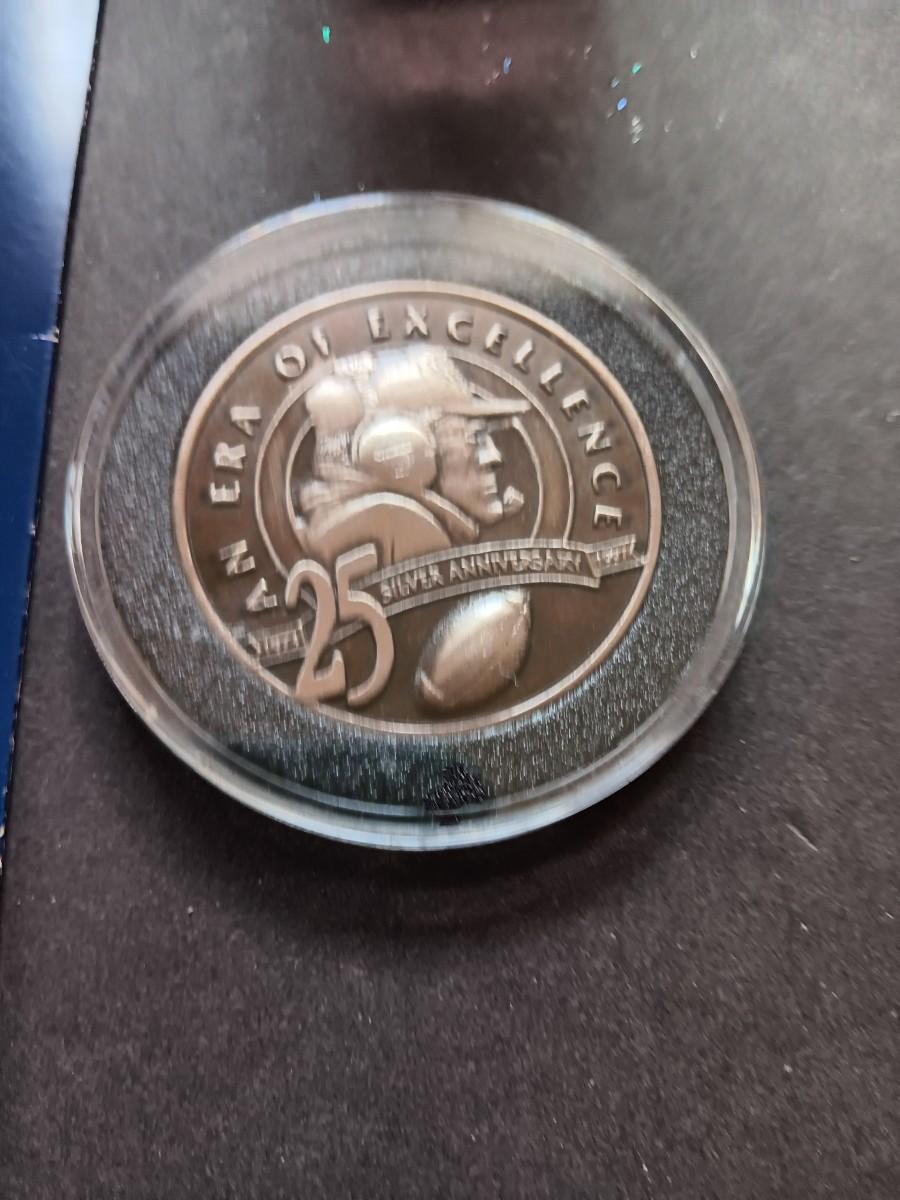 AN ERA OF EXCELLENCE
25
SILVER ANNIVERSARY